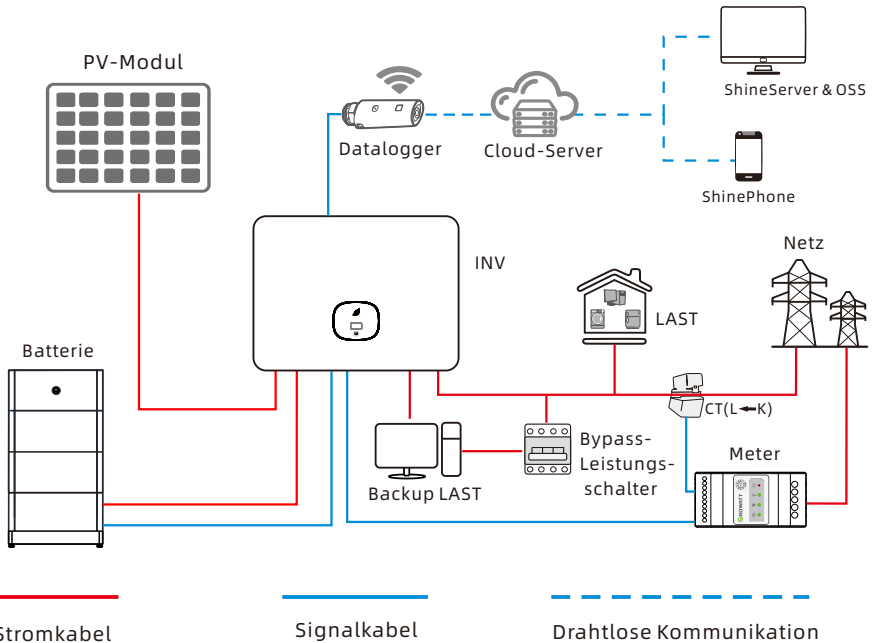 PV-Modul
ShineServer & OSS
Datalogger
Cloud-Server
ShinePhone
Netz
INV
LAST
Batterie
CT(L←K)
Bypass-
Leistungs-
schalter
Meter
Backup LAST
GROWATT
Stromkabel
Signalkabel
Drahtlose Kommunikation